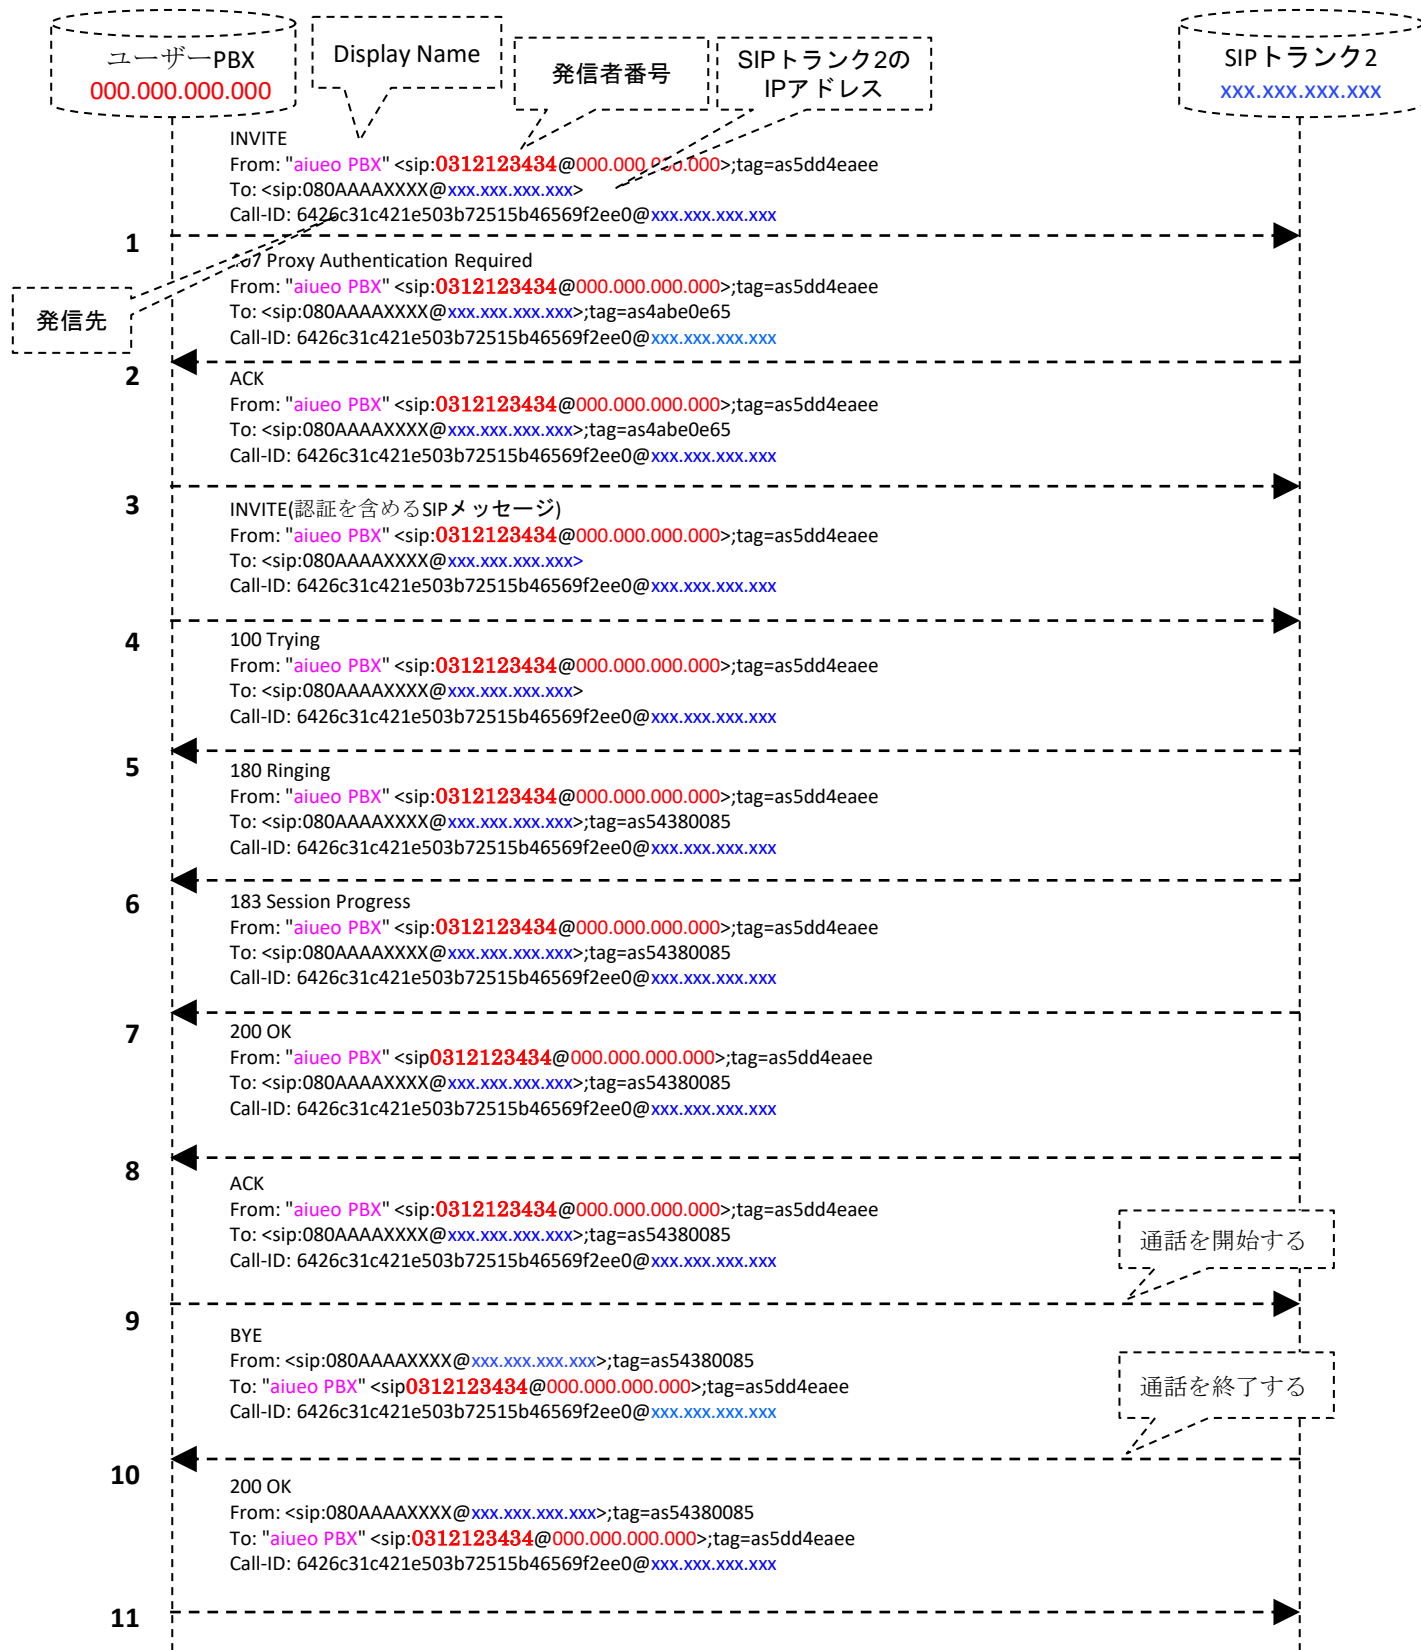 ユーザーPBX
000.000.000.000
Display Name
発信者番号
SIPトランク2の
IPアドレス
SIPトランク2
xxx.xxx.xxx.xxx
INVITE
From: "aiueo PBX" <sip:0312123434@000.000.000.000>;tag=as5dd4eaee
To: <sip:080AAAAXXXX@xxx.xxx.xxx.xxx>
Call-ID: 6426c31c421e503b72515b46569f2ee0@xxx.xxx.xxx.xxx
1
Proxy Authentication Required
From: "aiueo PBX" <sip:0312123434@000.000.000.000>;tag=as5dd4eaee
To: <sip:080AAAAXXXX@xxx.xxx.xxx.xxx>;tag=as4abe0e65
Call-ID: 6426c31c421e503b72515b46569f2ee0@xxx.xxx.xxx.xxx
発信先
2
ACK
From: "aiueo PBX" <sip:0312123434@000.000.000.000>;tag=as5dd4eaee
To: <sip:080AAAAXXXX@xxx.xxx.xxx.xxx>;tag=as4abe0e65
Call-ID: 6426c31c421e503b72515b46569f2ee0@xxx.xxx.xxx.xxx
3
INVITE(認証を含めるSIPメッセージ)
From: "aiueo PBX" <sip:0312123434@000.000.000.000>;tag=as5dd4eaee
To: <sip:080AAAAXXXX@xxx.xxx.xxx.xxx>
Call-ID: 6426c31c421e503b72515b46569f2ee0@xxx.xxx.xxx.xxx
4
100 Trying
From: "aiueo PBX" <sip:0312123434@000.000.000.000>;tag=as5dd4eaee
To: <sip:080AAAAXXXX@xxx.xxx.xxx.xxx>
Call-ID: 6426c31c421e503b72515b46569f2ee0@xxx.xxx.xxx.xxx
5
180 Ringing
From: "aiueo PBX" <sip:0312123434@000.000.000.000>;tag=as5dd4eaee
To: <sip:080AAAAXXXX@xxx.xxx.xxx.xxx>;tag=as54380085
Call-ID: 6426c31c421e503b72515b46569f2ee0@xxx.xxx.xxx.xxx
6
183 Session Progress
From: "aiueo PBX" <sip:0312123434@000.000.000.000>;tag=as5dd4eaee
To: <sip:080AAAAXXXX@xxx.xxx.xxx.xxx>;tag=as54380085
Call-ID: 6426c31c421e503b72515b46569f2ee0@xxx.xxx.xxx.xxx
7
200 OK
From: "aiueo PBX" <sip0312123434@000.000.000.000>;tag=as5dd4eaee
To: <sip:080AAAAXXXX@xxx.xxx.xxx.xxx>;tag=as54380085
Call-ID: 6426c31c421e503b72515b46569f2ee0@xxx.xxx.xxx.xxx
8
ACK
From: "aiueo PBX" <sip:0312123434@000.000.000.000>;tag=as5dd4eaee
To: <sip:080AAAAXXXX@xxx.xxx.xxx.xxx>;tag=as54380085
Call-ID: 6426c31c421e503b72515b46569f2ee0@xxx.xxx.xxx.xxx
通話を開始する
9
BYE
From: <sip:080AAAAXXXX@xxx.xxx.xxx.xxx>;tag=as54380085
To: "aiueo PBX" <sip0312123434@000.000.000.000>;tag=as5dd4eaee
Call-ID: 6426c31c421e503b72515b46569f2ee0@xxx.xxx.xxx.xxx
通話を終了する
10
200 OK
From: <sip:080AAAAXXXX@xxx.xxx.xxx.xxx>;tag=as54380085
To: "aiueo PBX" <sip:0312123434@000.000.000.000>;tag=as5dd4eaee
Call-ID: 6426c31c421e503b72515b46569f2ee0@xxx.xxx.xxx.xxx
11